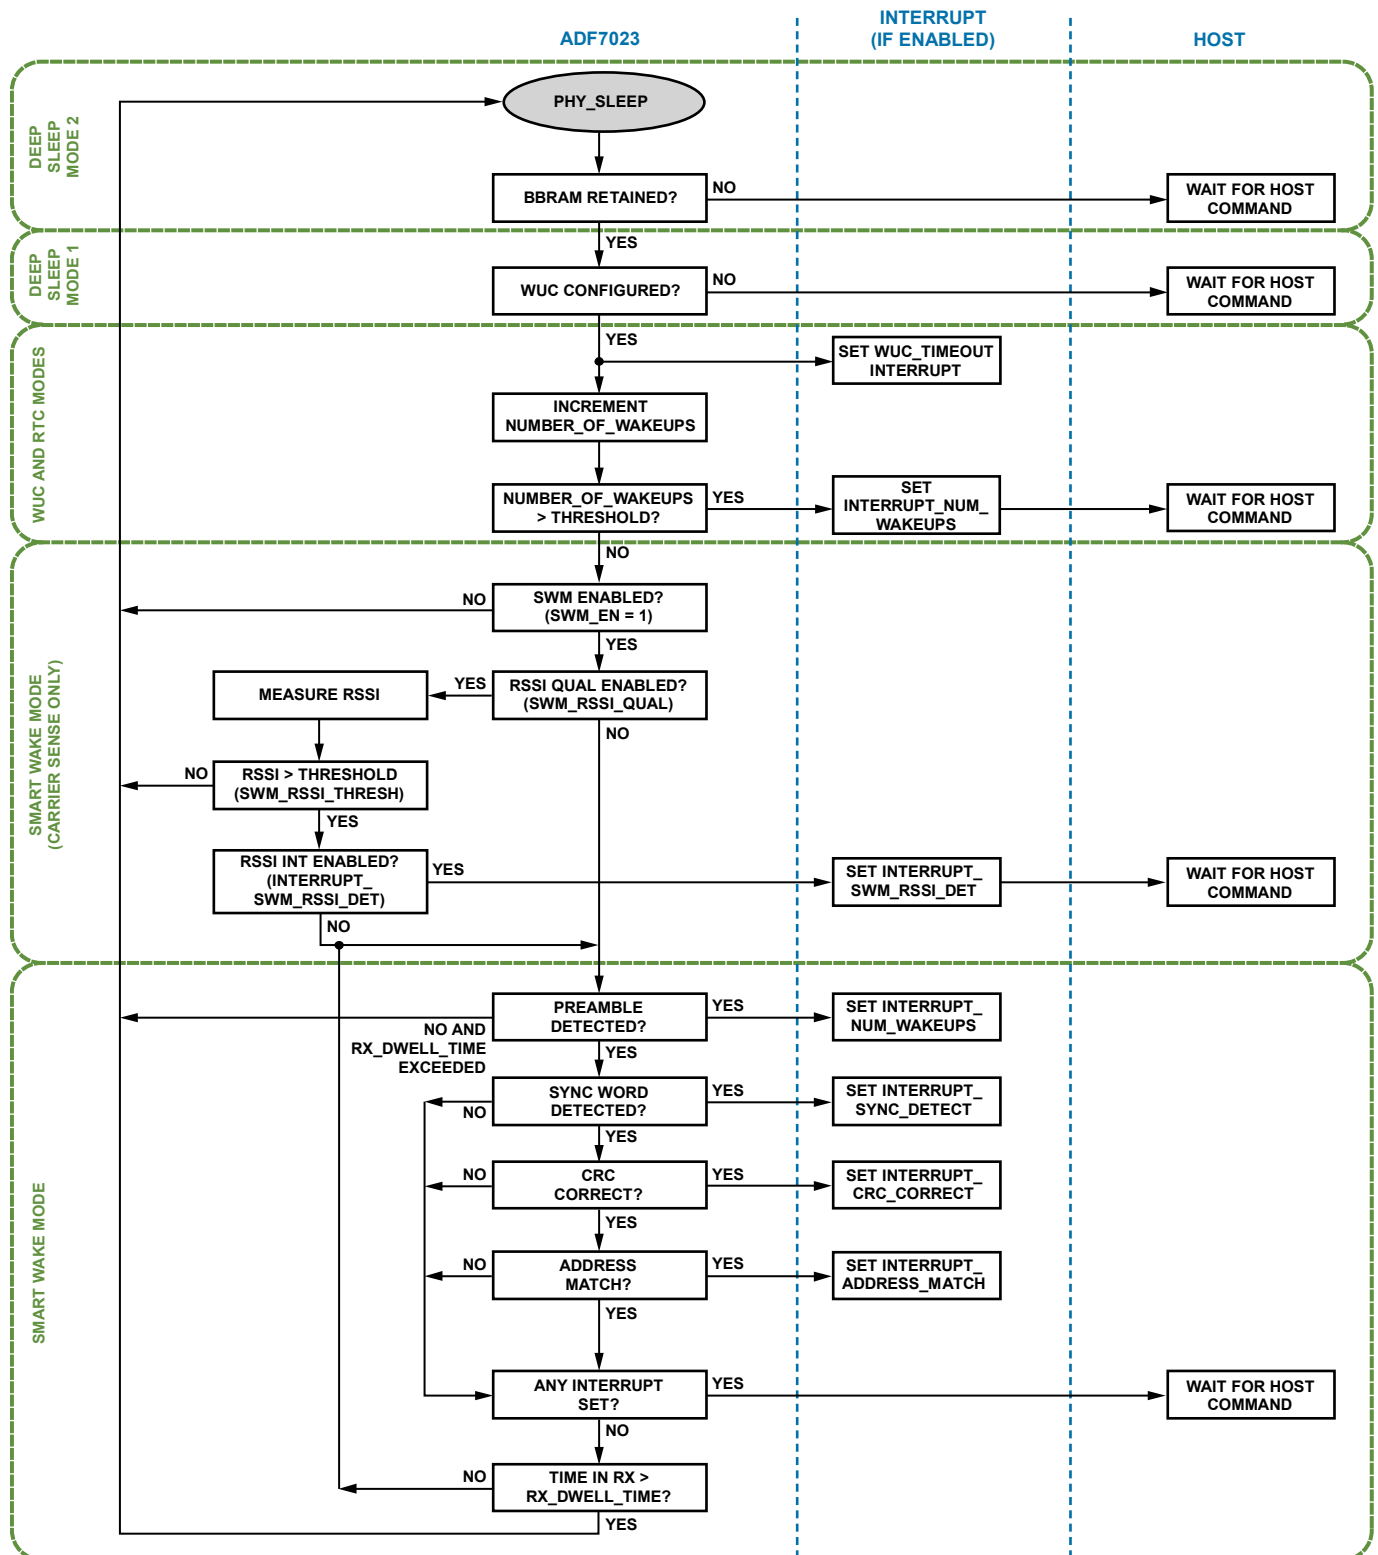 ADF7023
INTERRUPT
(IF ENABLED)
HOST
DEEP
SLEEP
MODE 2
PHY_SLEEP
BBRAM RETAINED?
NO
WAIT FOR HOST
COMMAND
YES
DEEP
SLEEP
MODE 1
WUC CONFIGURED?
NO
WAIT FOR HOST
COMMAND
YES
WUC AND RTC MODES
SET WUC_TIMEOUT
INTERRUPT
INCREMENT
NUMBER_OF_WAKEUPS
NUMBER_OF_WAKEUPS
> THRESHOLD?
YES
SET
INTERRUPT_NUM_
WAKEUPS
WAIT FOR HOST
COMMAND
NO
SMART WAKE MODE
(CARRIER SENSE ONLY)
SWM ENABLED?
(SWM_EN = 1)
NO
YES
RSSI QUAL ENABLED?
(SWM_RSSI_QUAL)
YES
MEASURE RSSI
NO
RSSI > THRESHOLD
(SWM_RSSI_THRESH)
NO
YES
RSSI INT ENABLED?
(INTERRUPT_
SWM_RSSI_DET)
YES
SET INTERRUPT_
SWM_RSSI_DET
WAIT FOR HOST
COMMAND
NO
SMART WAKE MODE
PREAMBLE
DETECTED?
YES
SET INTERRUPT_
NUM_WAKEUPS
NO AND
RX_DWELL_TIME
EXCEEDED
YES
SYNC WORD
DETECTED?
NO
YES
SET INTERRUPT_
SYNC_DETECT
YES
CRC
CORRECT?
NO
YES
SET INTERRUPT_
CRC_CORRECT
YES
ADDRESS
MATCH?
NO
YES
SET INTERRUPT_
ADDRESS_MATCH
YES
ANY INTERRUPT
SET?
YES
WAIT FOR HOST
COMMAND
NO
TIME IN RX >
RX_DWELL_TIME?
NO
YES